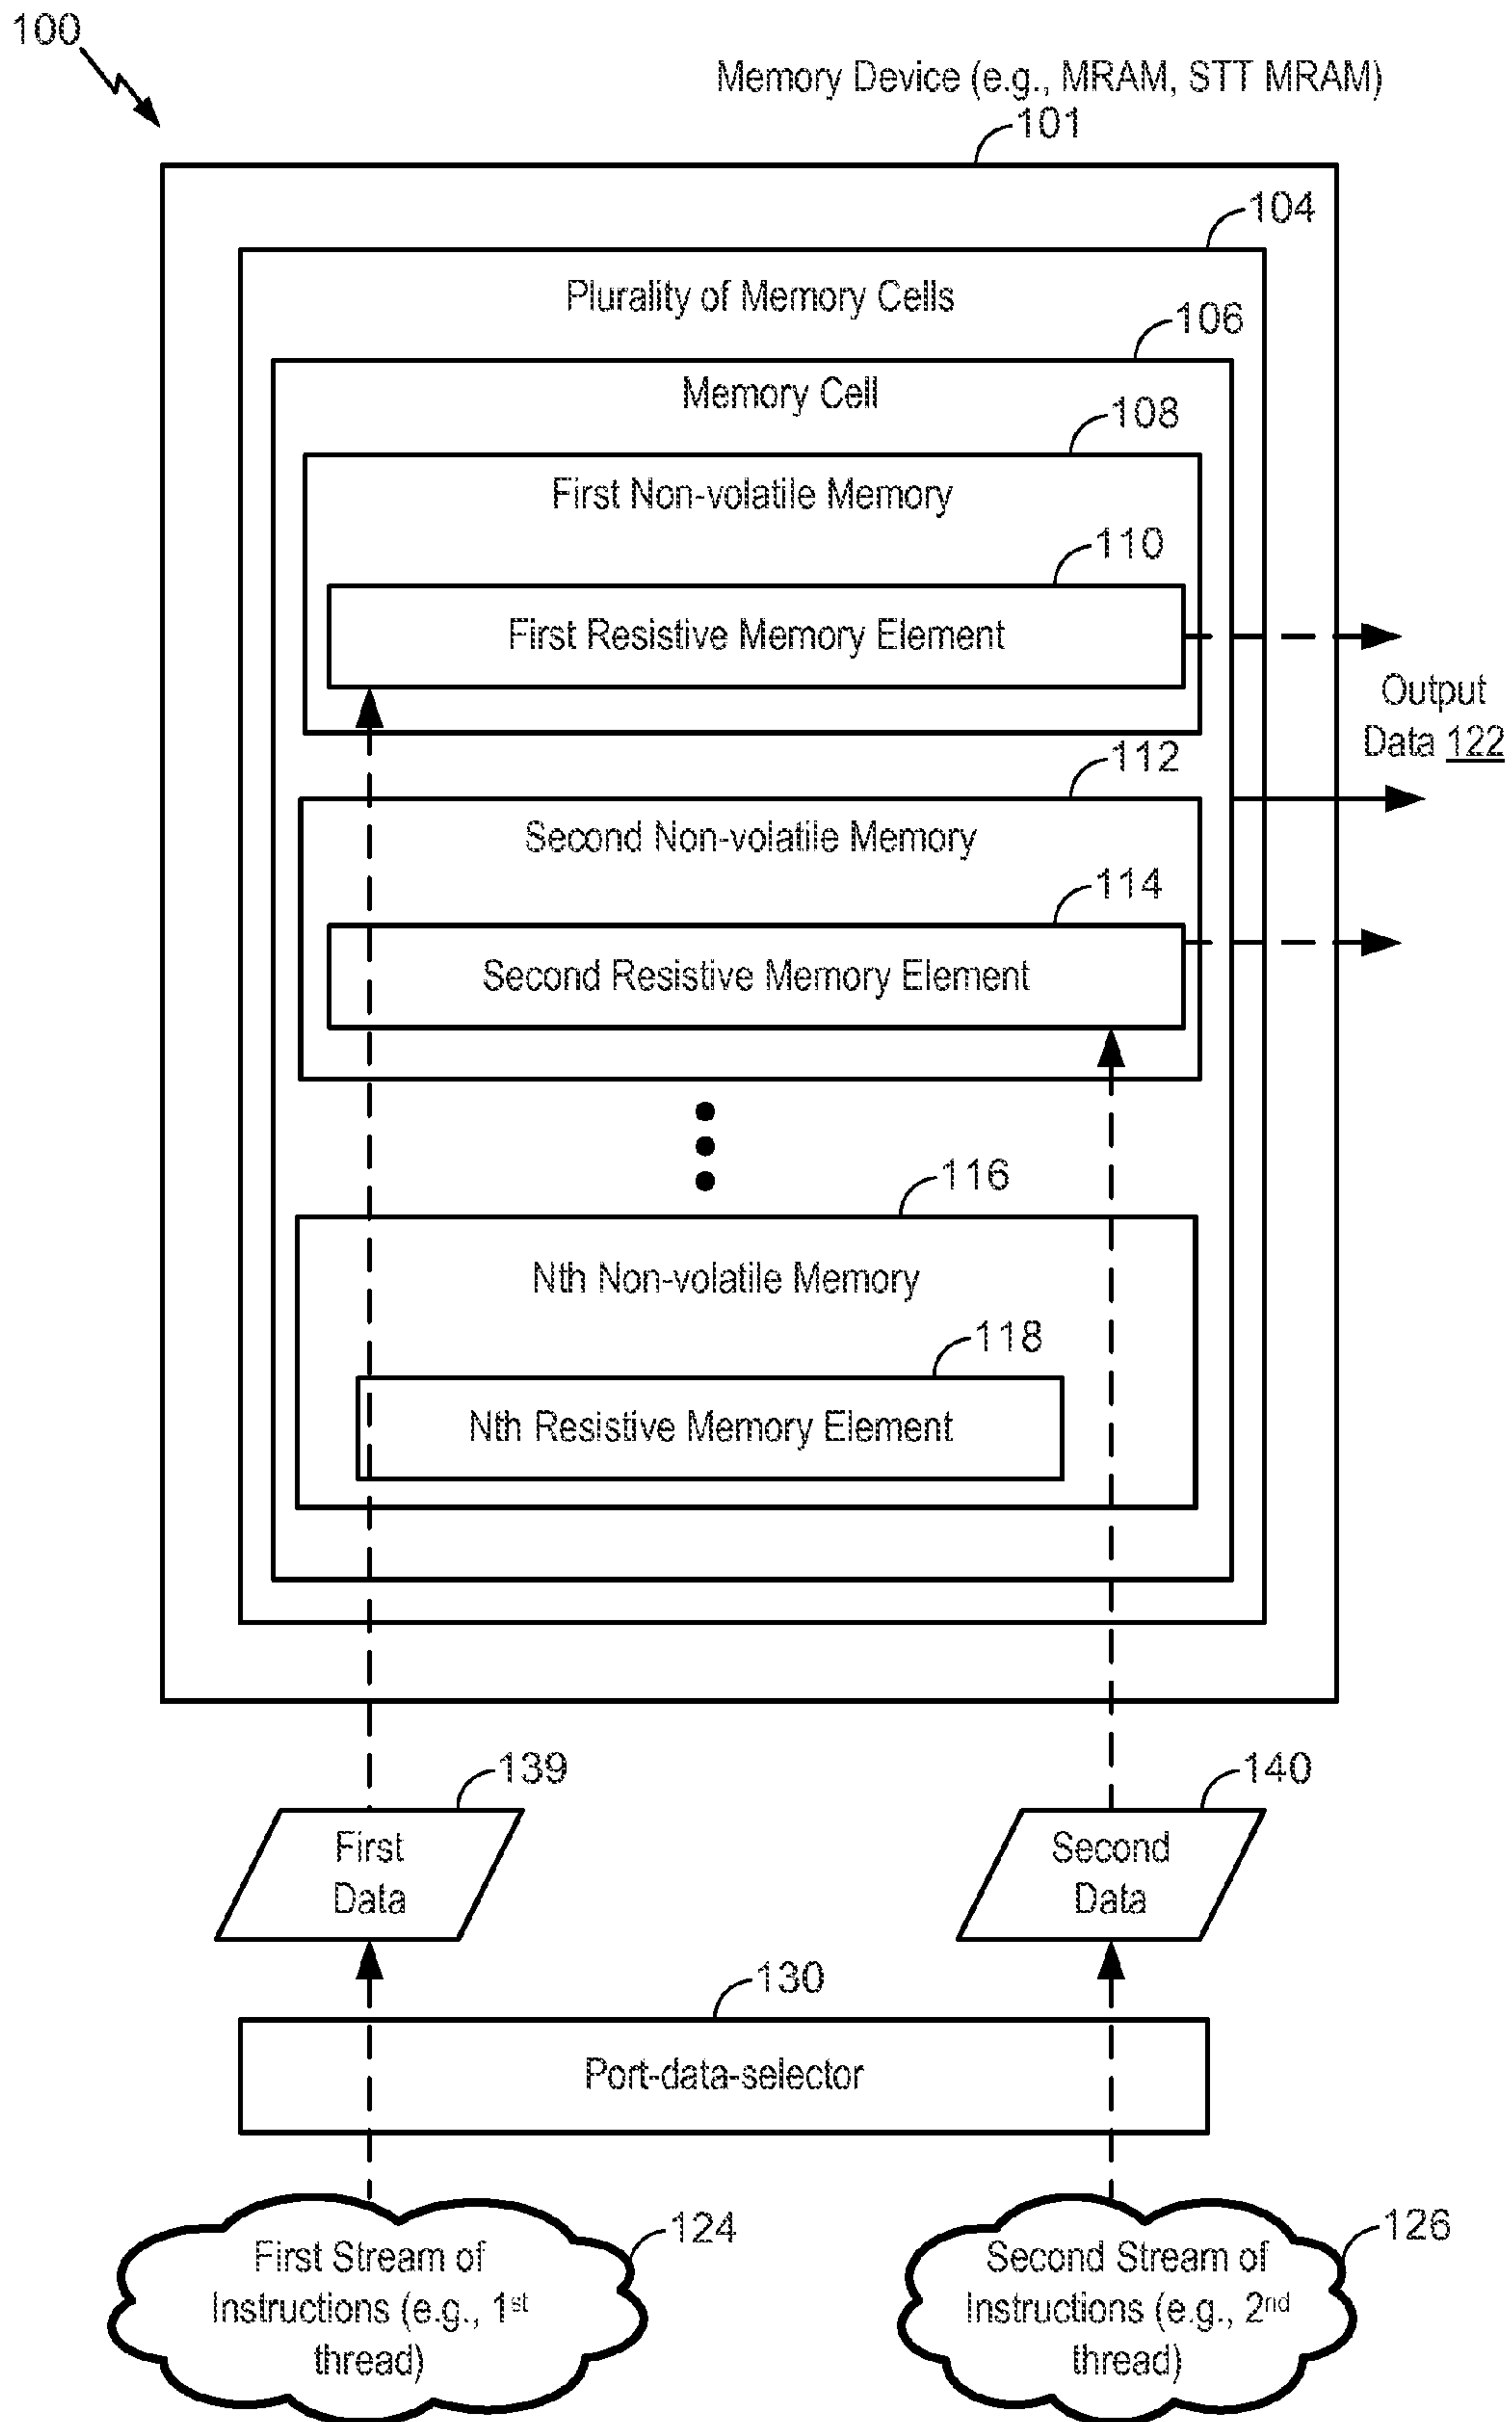 100
Memory Device (e.g., MRAM, STT MRAM)
101
104
Plurality of Memory Cells
106
Memory Cell
108
First Non-volatile Memory
110
First Resistive Memory Element
Output
Data 122
112
Second Non-volatile Memory
114
Second Resistive Memory Element
116
Nth Non-volatile Memory
118
Nth Resistive Memory Element
139
First
Data
140
Second
Data
130
Port-data-selector
124
First Stream of
Instructions (e.g., 1st
thread)
126
Second Stream of
Instructions (e.g., 2nd
thread)